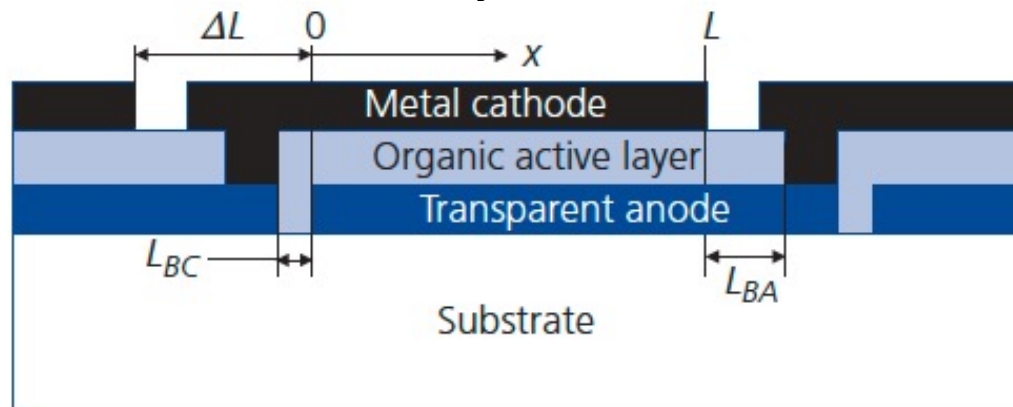 ΔL
0
L
x
Metal cathode
Organic active layer
Transparent anode
L_BC
L_BA
Substrate